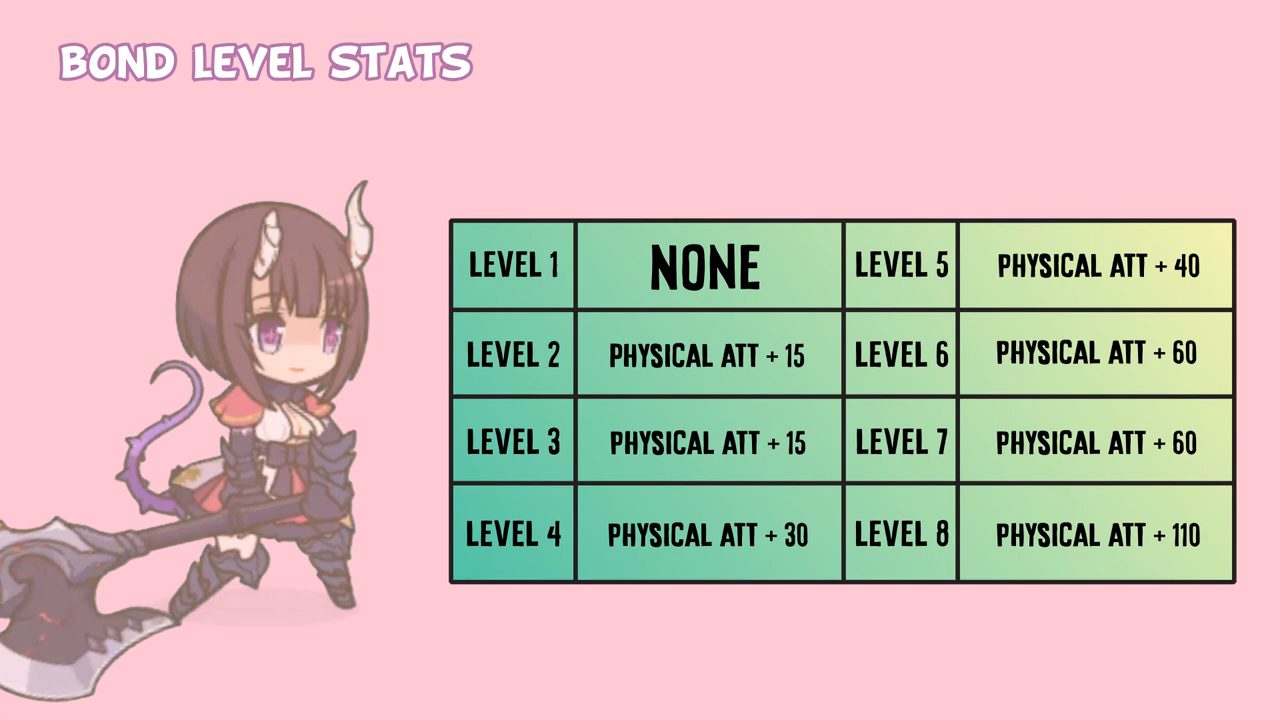 BOND LEVEL STATS
LEVEL 1 NONE LEVEL 5 PHYSICAL ATT + 40
LEVEL 2 PHYSICAL ATT + 15 LEVEL 6 PHYSICAL ATT + 60
LEVEL 3 PHYSICAL ATT + 15 LEVEL 7 PHYSICAL ATT + 60
LEVEL 4 PHYSICAL ATT + 30 LEVEL 8 PHYSICAL ATT + 110